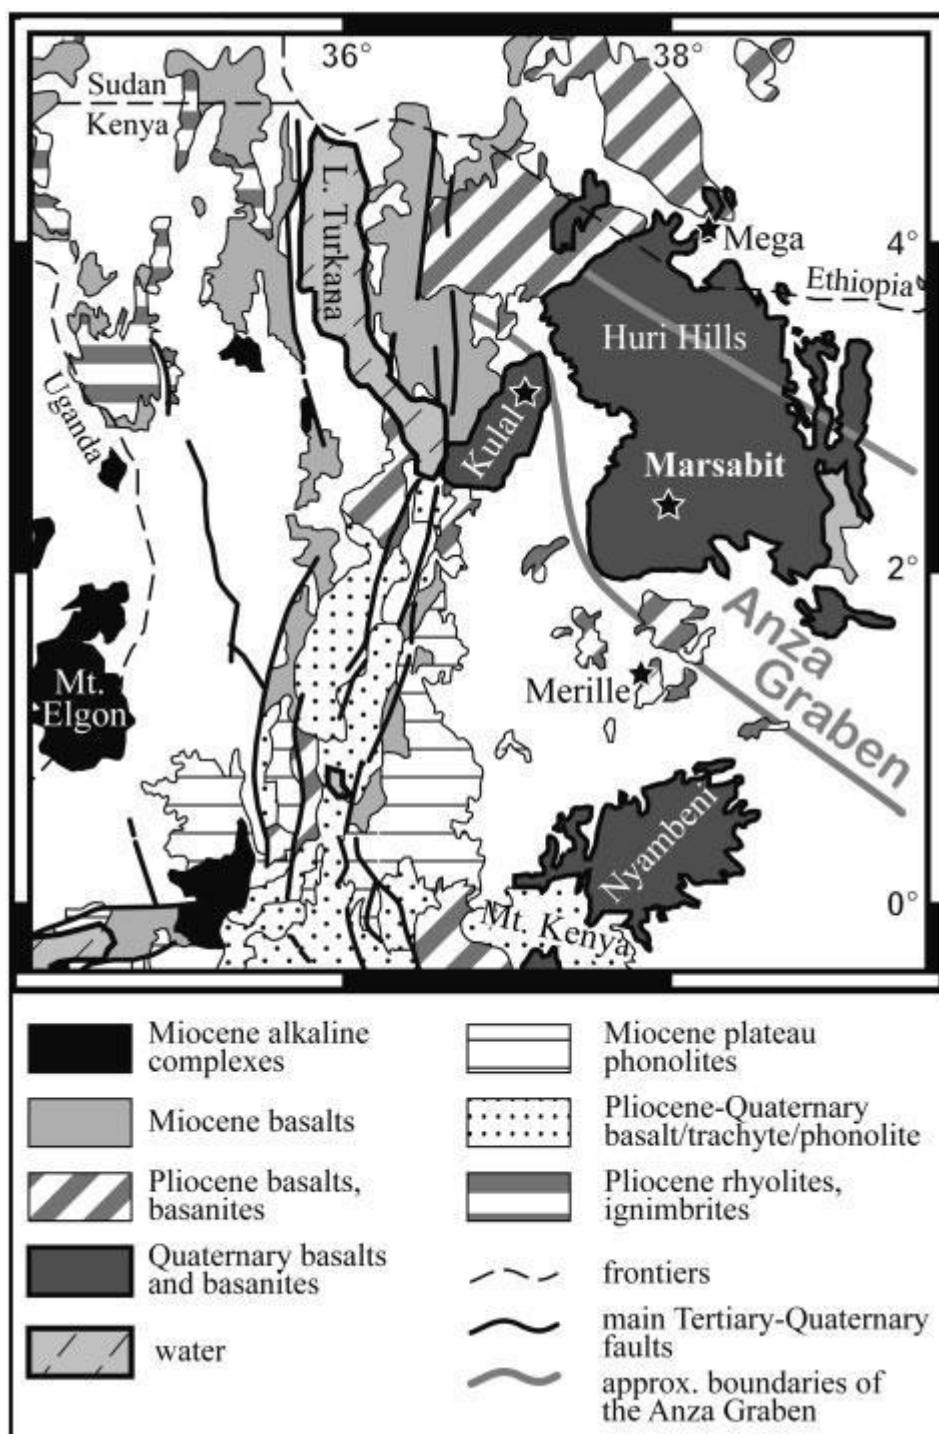 36°
38°
Sudan
Kenya
L. Turkana
Mega
4°
Ethiopia
Huri Hills
Uganda
Kulal
Marsabit
2°
Anza
Graben
Mt.
Elgon
Merille
Nyambeni
0°
Mt. Kenya
Miocene alkaline
complexes
Miocene basalts
Pliocene basalts,
basanites
Quaternary basalts
and basanites
water
Miocene plateau
phonolites
Pliocene-Quaternary
basalt/trachyte/phonolite
Pliocene rhyolites,
ignimbrites
frontiers
main Tertiary-Quaternary
faults
approx. boundaries of
the Anza Graben